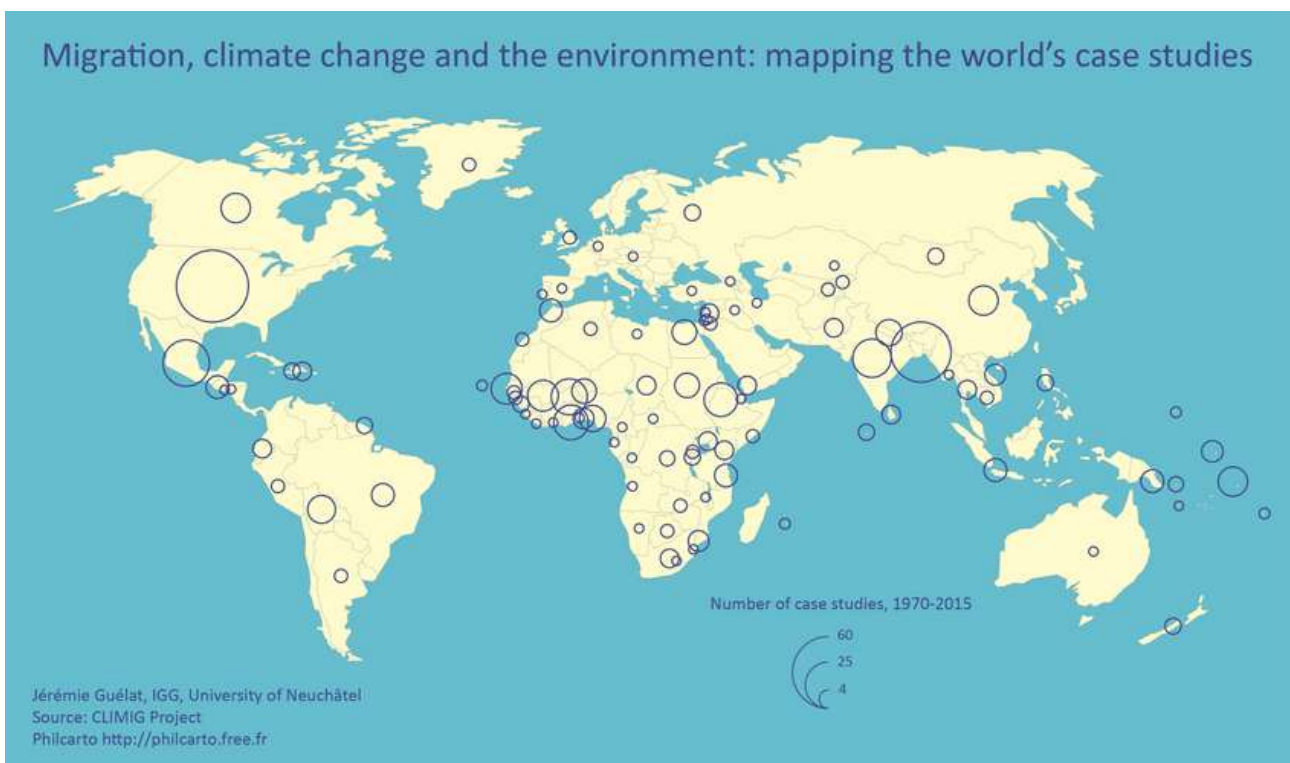 Migration, climate change and the environment: mapping the world's case studies
Number of case studies, 1970-2015
60
25
4
Jérémie Guélat, IGG, University of Neuchâtel
Source: CLIMIG Project
Philcarto http://philcarto.free.fr